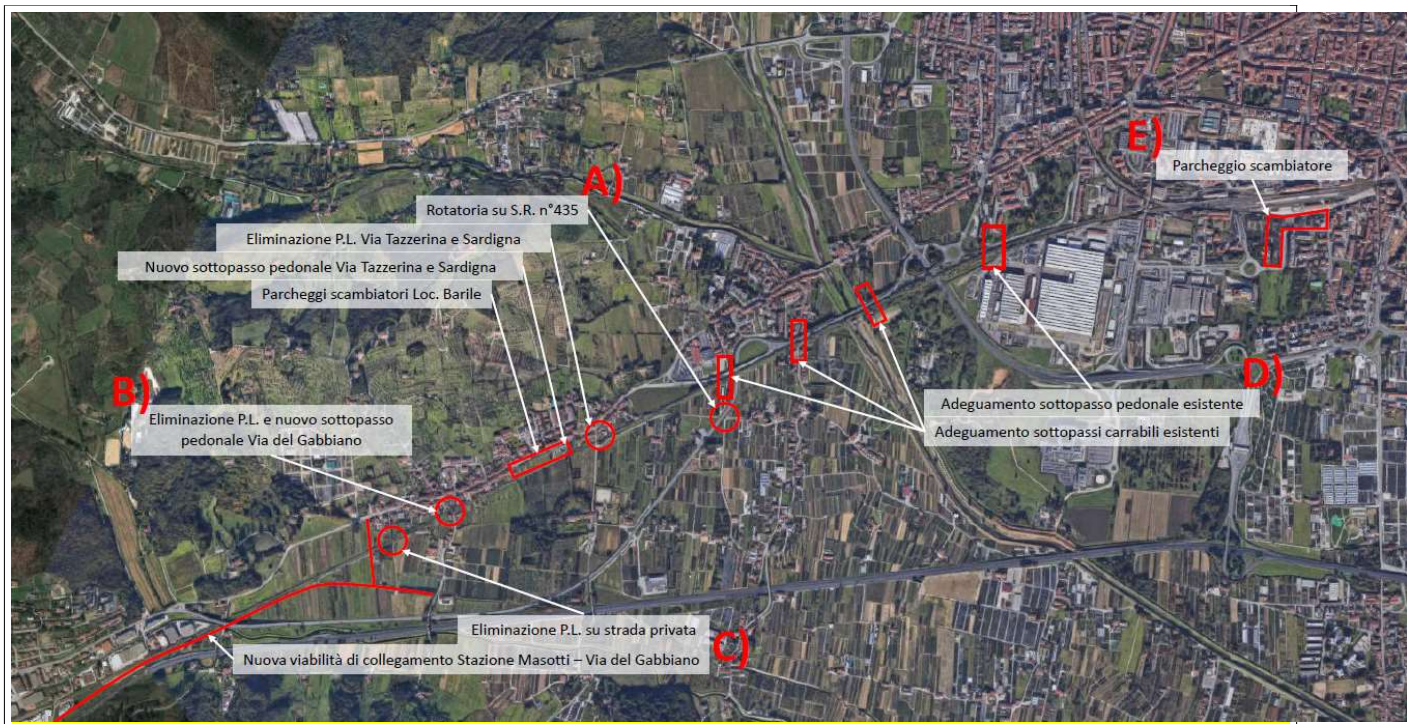 E)
Parcheggio scambiatore
A)
Rotatoria su S.R. n°435
Eliminazione P.L. Via Tazzerina e Sardigna
Nuovo sottopasso pedonale Via Tazzerina e Sardigna
Parcheggi scambiatori Loc. Barile
B)
Eliminazione P.L. e nuovo sottopasso
pedonale Via del Gabbiano
D)
Adeguamento sottopasso pedonale esistente
Adeguamento sottopassi carrabili esistenti
Eliminazione P.L. su strada privata
C)
Nuova viabilità di collegamento Stazione Masotti – Via del Gabbiano